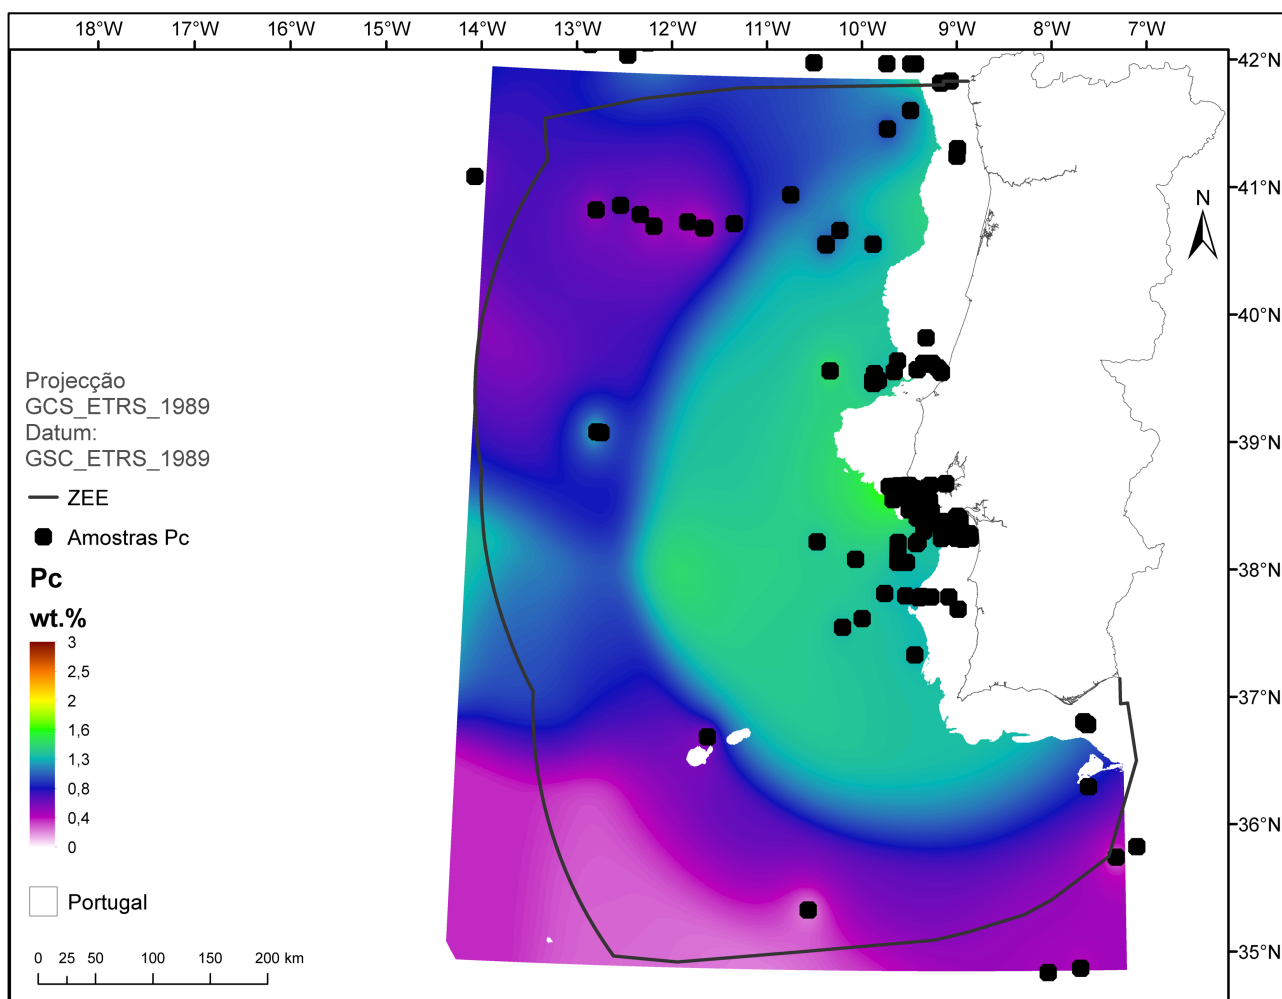 18°W 17°W 16°W 15°W 14°W 13°W 12°W 11°W 10°W 9°W 8°W 7°W
42°N
41°N
N
40°N
39°N
38°N
37°N
36°N
35°N
Projecção
GCS_ETRS_1989
Datum:
GSC_ETRS_1989
ZEE
Amostras Pc
Pc
wt.%
3
2,5
2
1,6
1,3
0,8
0,4
0
Portugal
0 25 50 100 150 200 km